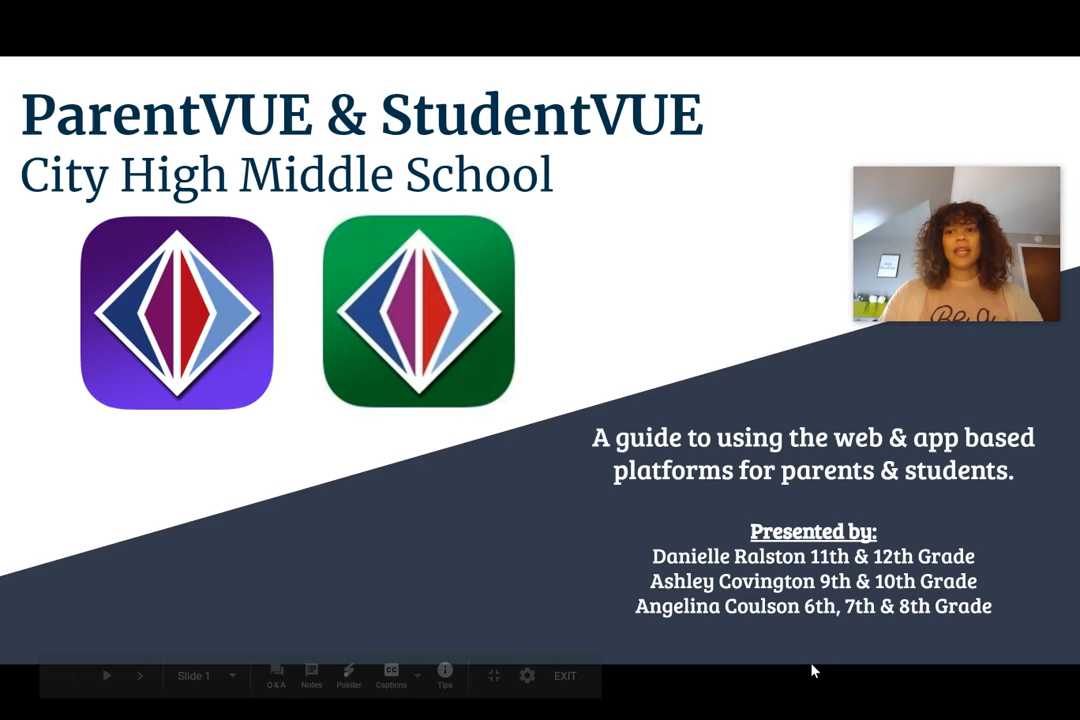 ParentVUE & StudentVUE
City High Middle School
Be a
A guide to using the web & app based
platforms for parents & students.
Presented by:
Danielle Ralston 11th & 12th Grade
Ashley Covington 9th & 10th Grade
Angelina Coulson 6th, 7th & 8th Grade
Slide 1
Q & A
Notes
Pointer
CC
Captions
Tips
EXIT